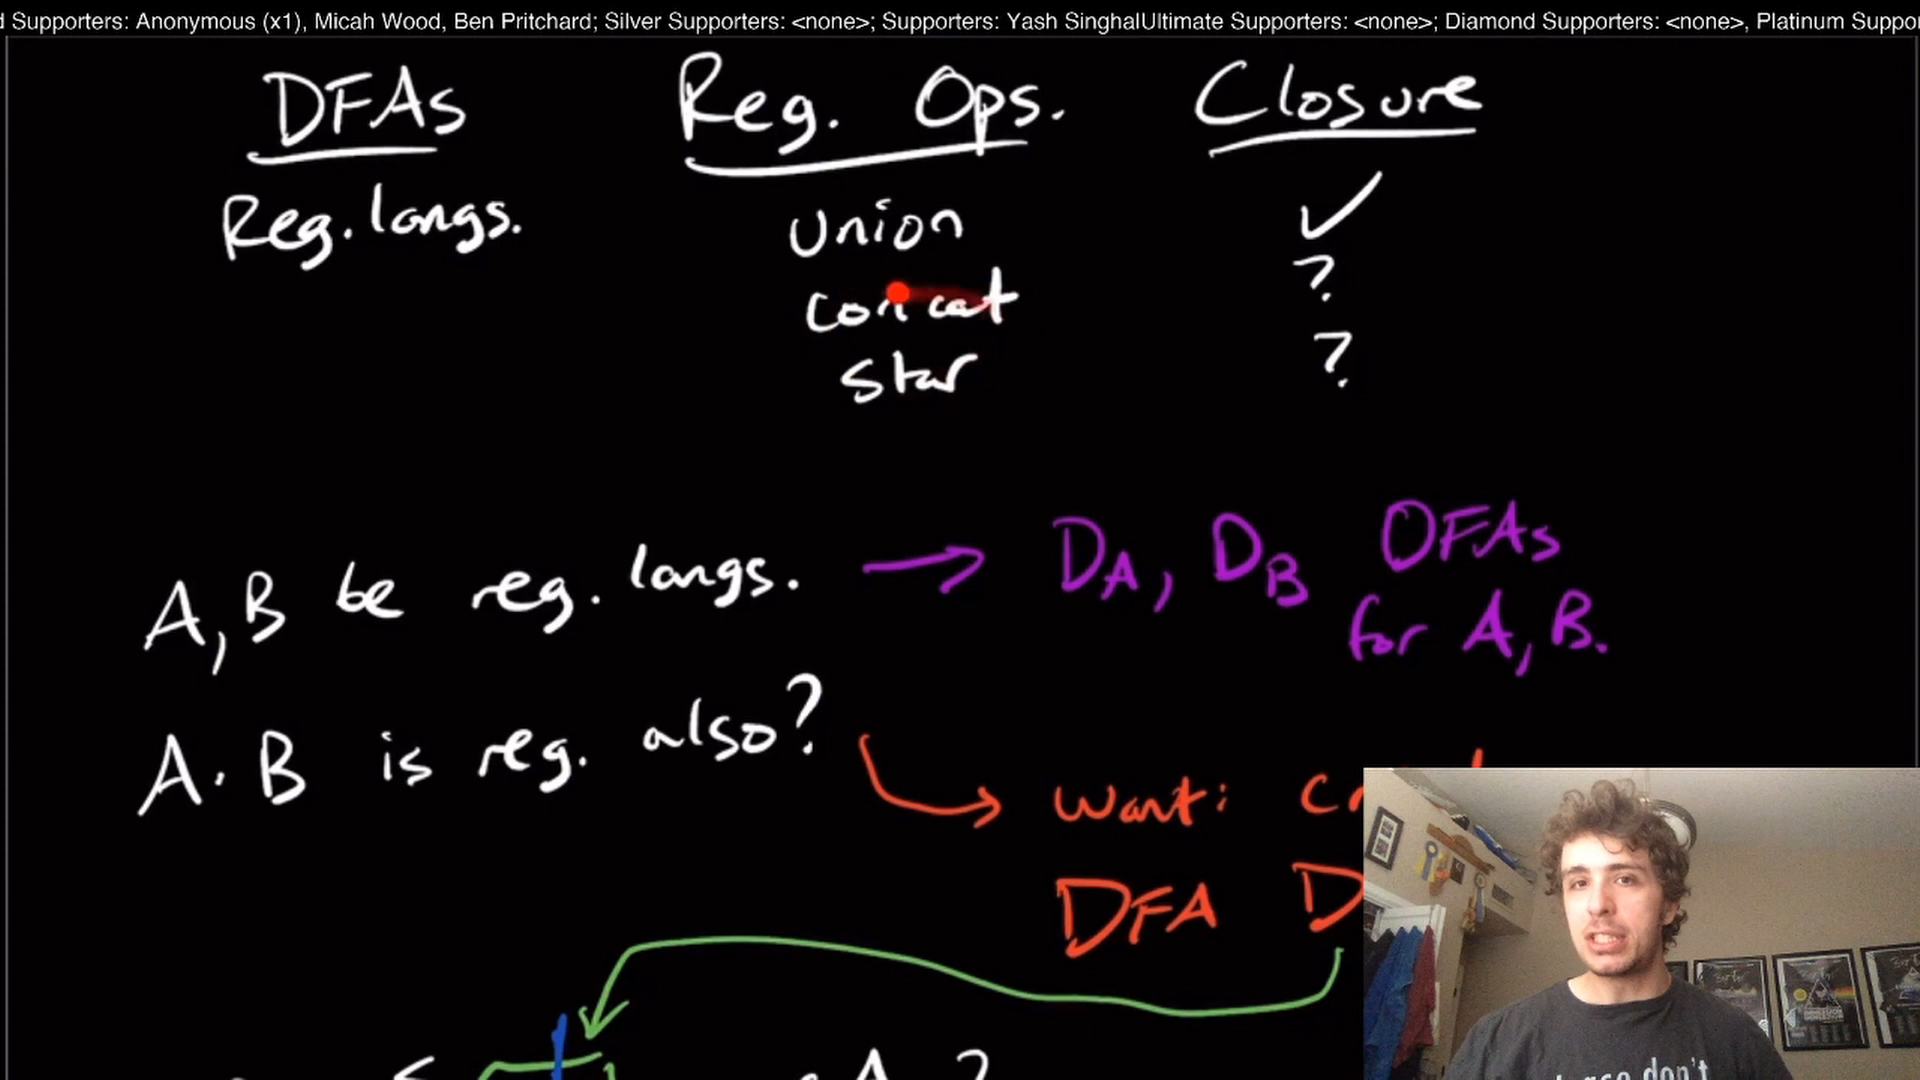 d Supporters: Anonymous (x1), Micah Wood, Ben Pritchard; Silver Supporters: <none>; Supporters: Yash SinghalUltimate Supporters: <none>; Diamond Supporters: <none>, Platinum Suppo
DFAs Reg. Ops. Closure
Reg. langs. Union ✓
concat ?
star ?
A, B be reg. langs. → DA, DB DFAs
for A, B.
A · B is reg. also?
Want:
DFA D
don't